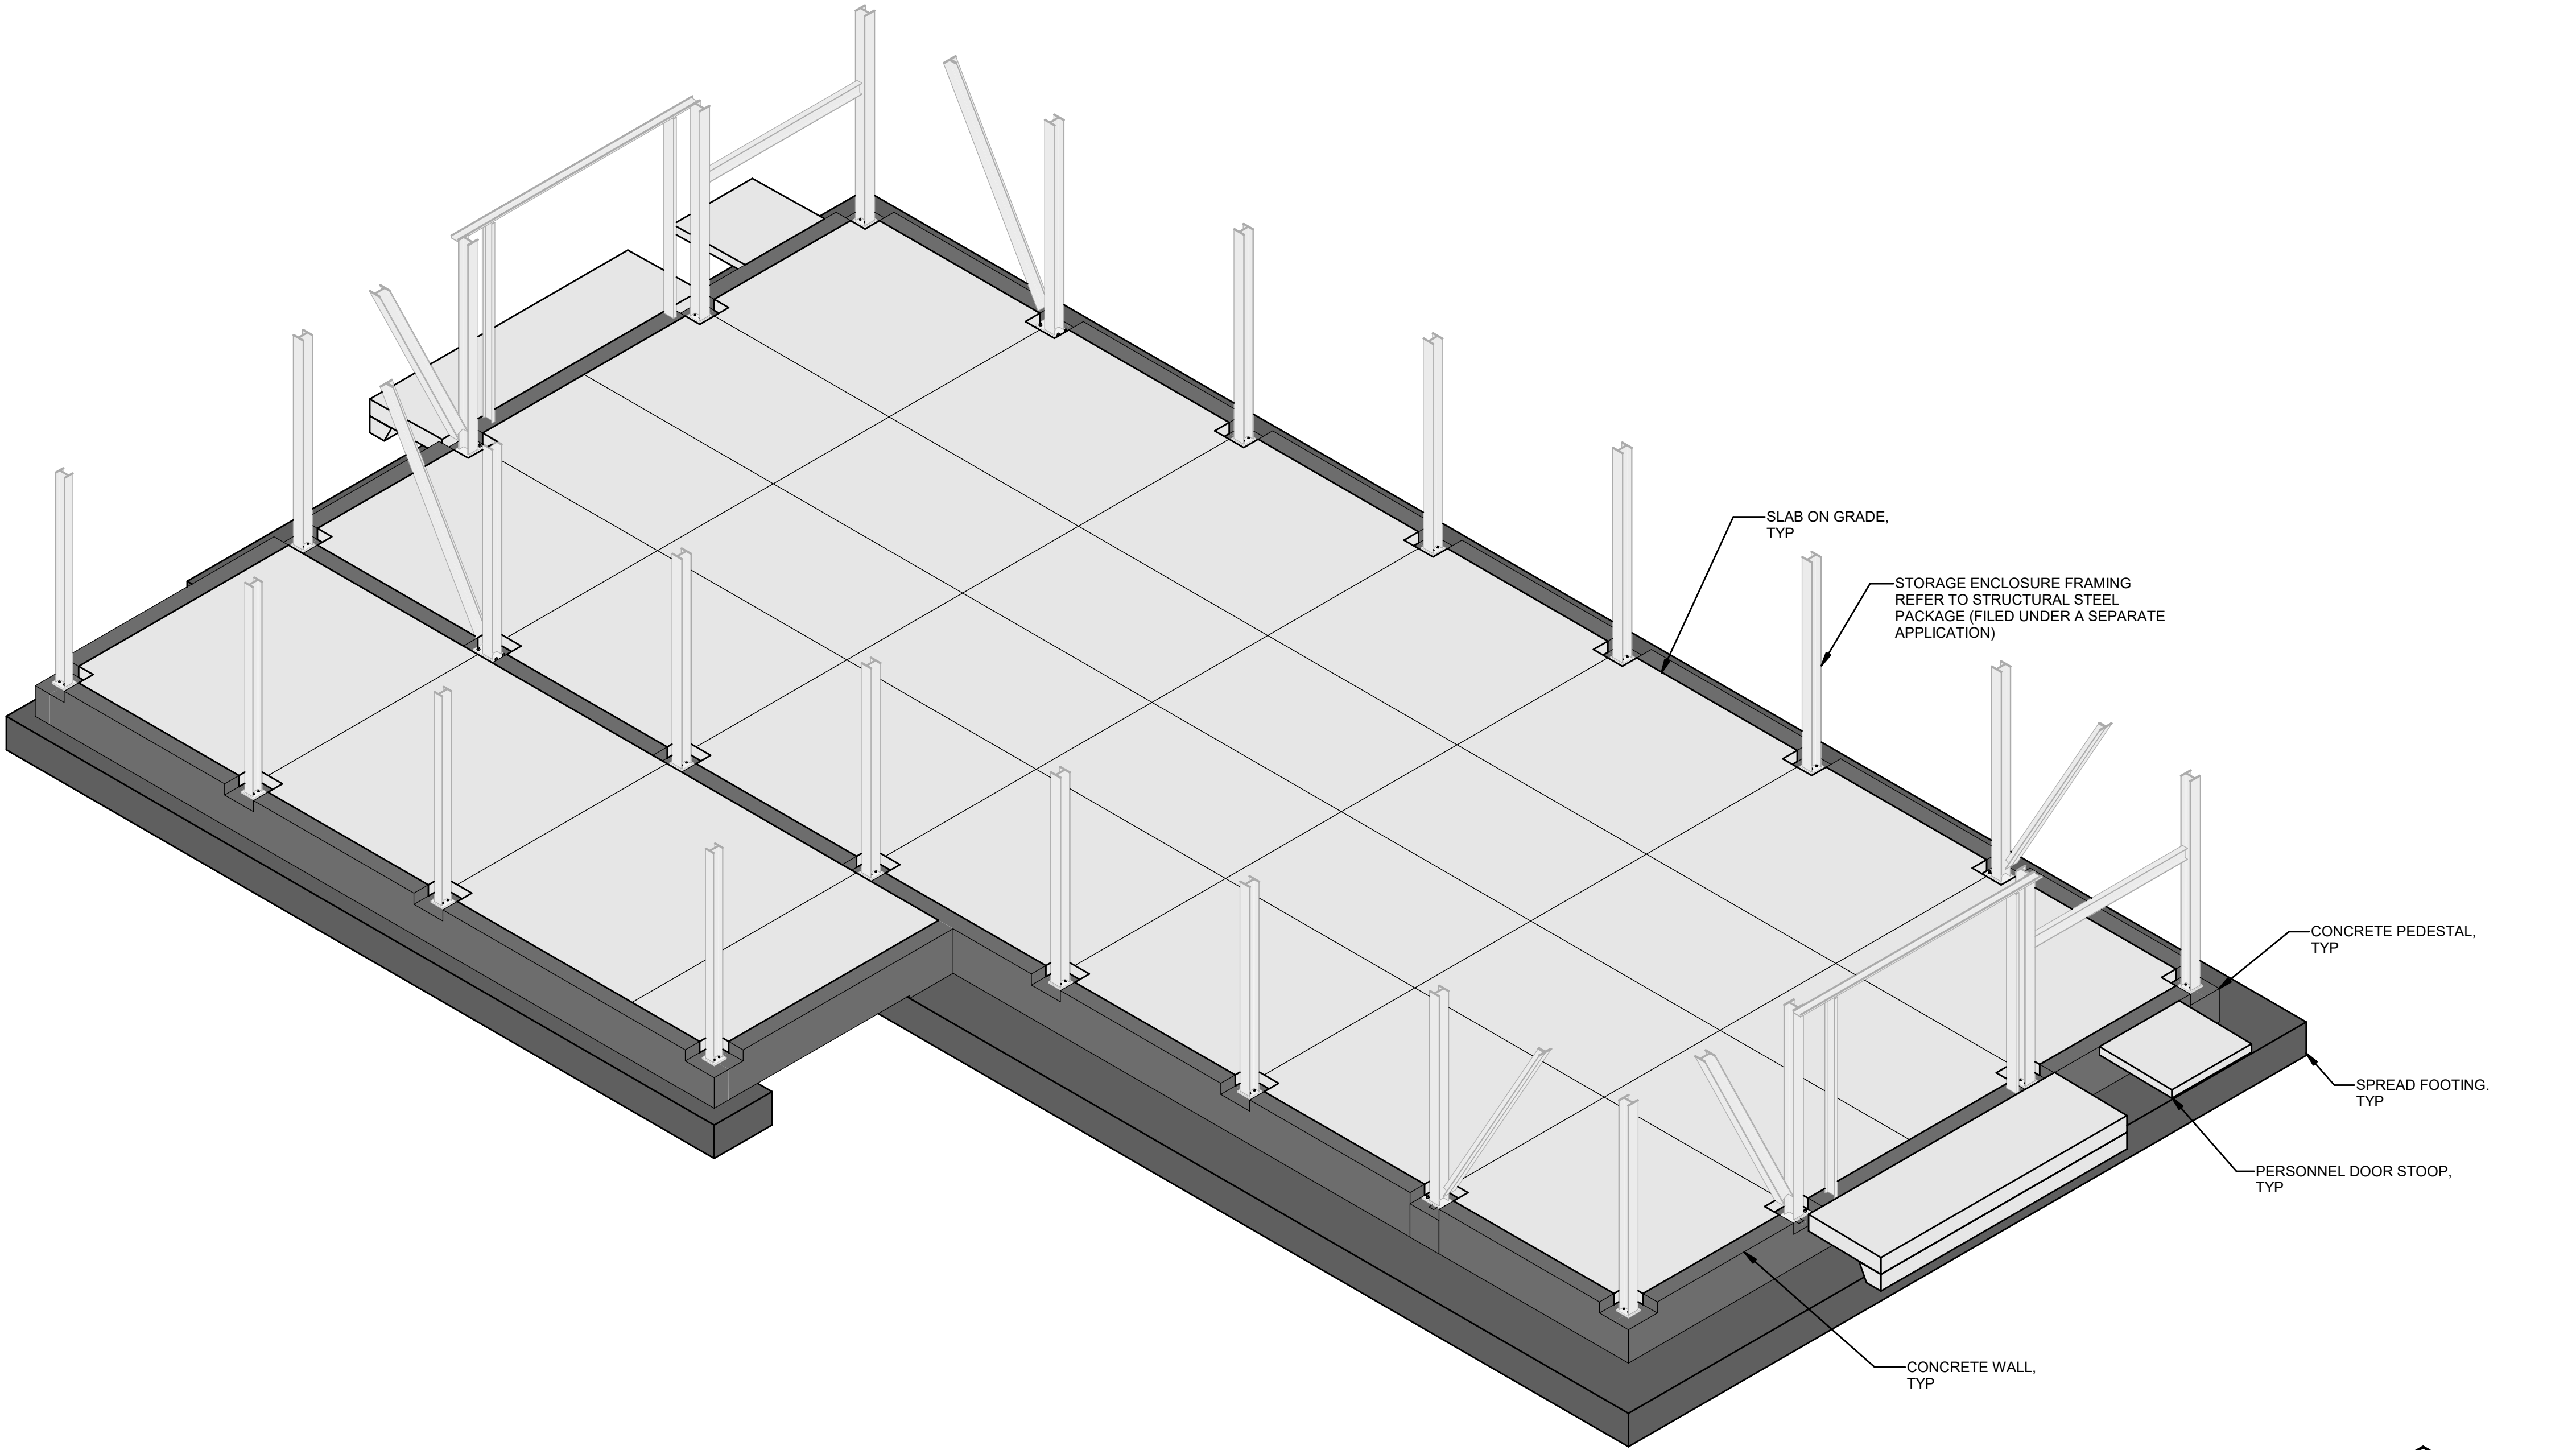 SLAB ON GRADE,
TYP
STORAGE ENCLOSURE FRAMING
REFER TO STRUCTURAL STEEL
PACKAGE (FILED UNDER A SEPARATE
APPLICATION)
CONCRETE PEDESTAL,
TYP
SPREAD FOOTING.
TYP
PERSONNEL DOOR STOOP,
TYP
CONCRETE WALL,
TYP